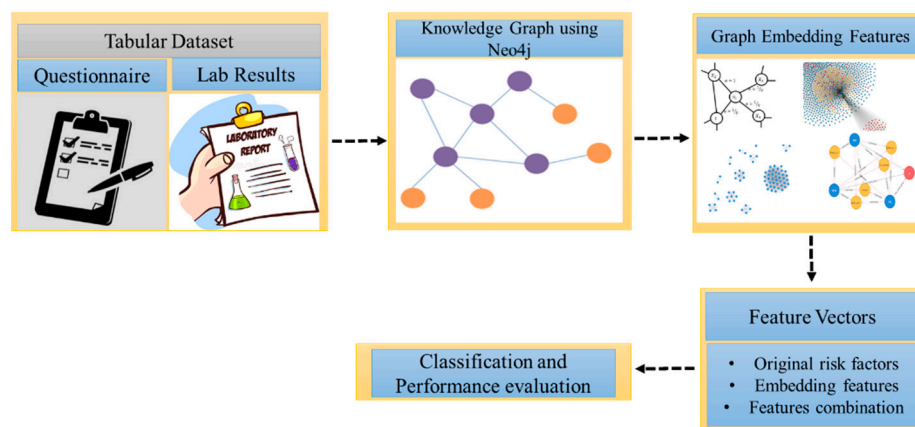 Tabular Dataset
Questionnaire
Lab Results
LABORATORY
REPORT
Knowledge Graph using
Neo4j
Graph Embedding Features
Feature Vectors
• Original risk factors
• Embedding features
• Features combination
Classification and
Performance evaluation